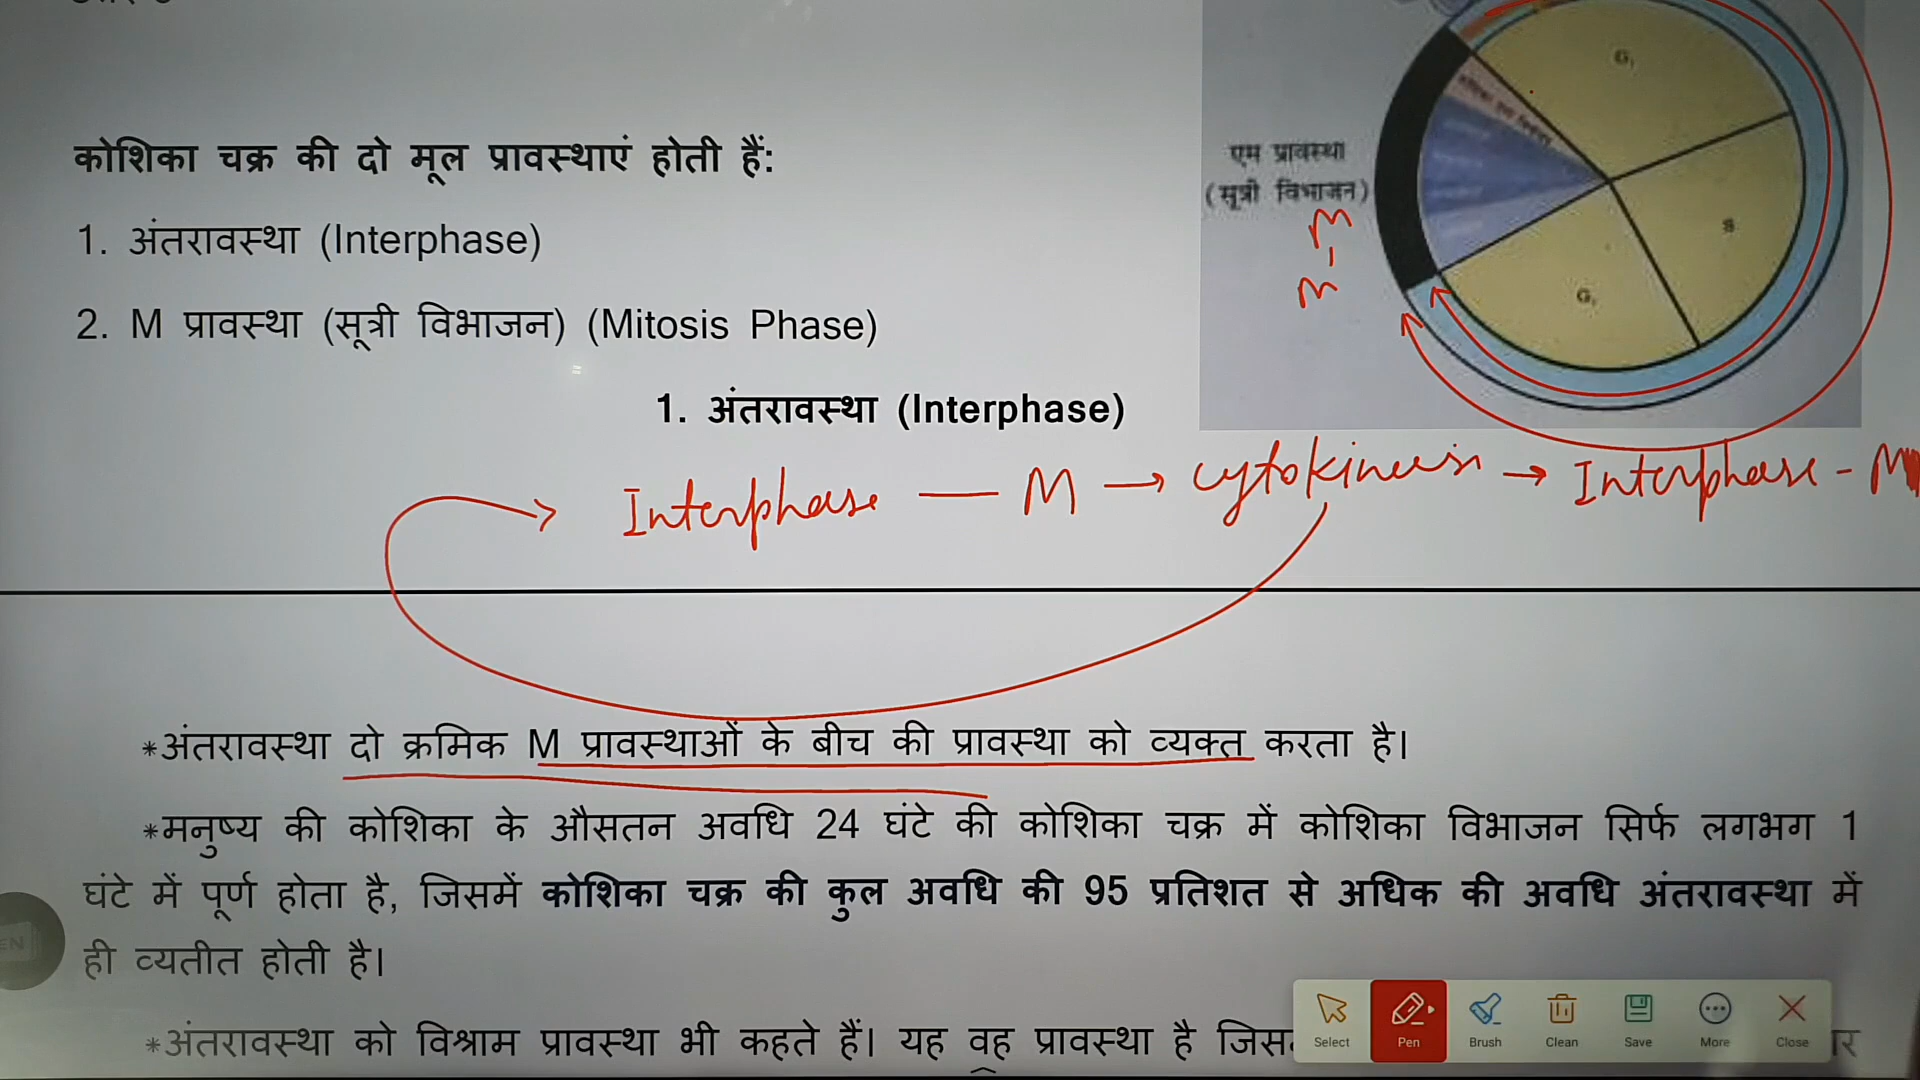 कोशिका चक्र की दो मूल प्रावस्थाएं होती हैं:
1. अंतरावस्था (Interphase)
2. M प्रावस्था (सूत्री विभाजन) (Mitosis Phase)
G₁
एम प्रावस्था
(सूत्री विभाजन)
S
M-M
1. अंतरावस्था (Interphase)
Interphase — M → cytokinesis → Interphase - M
*अंतरावस्था दो क्रमिक M प्रावस्थाओं के बीच की प्रावस्था को व्यक्त करता है।
*मनुष्य की कोशिका के औसतन अवधि 24 घंटे की कोशिका चक्र में कोशिका विभाजन सिर्फ लगभग 1
घंटे में पूर्ण होता है, जिसमें कोशिका चक्र की कुल अवधि की 95 प्रतिशत से अधिक की अवधि अंतरावस्था में
ही व्यतीत होती है।
*अंतरावस्था को विश्राम प्रावस्था भी कहते हैं। यह वह प्रावस्था है
EN
Select Pen Brush Clean Save More Close